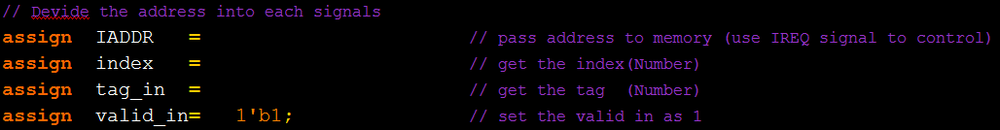 // Devide the address into each signals
assign IADDR = // pass address to memory (use IREQ signal to control)
assign index = // get the index(Number)
assign tag_in = // get the tag (Number)
assign valid_in= 1'b1; // set the valid in as 1